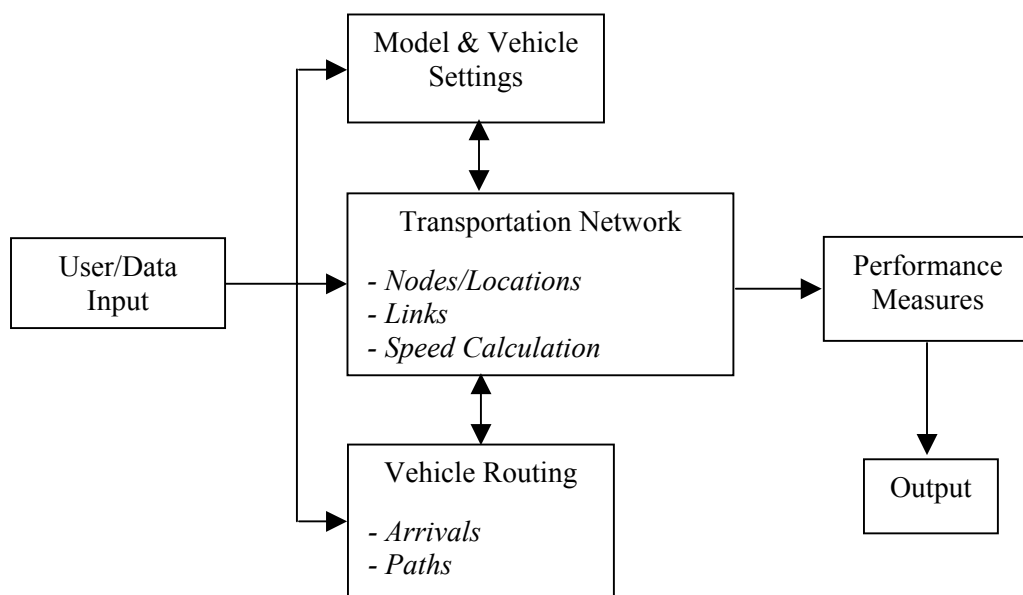 Model & Vehicle
Settings
Transportation Network
- Nodes/Locations
- Links
- Speed Calculation
User/Data
Input
Performance
Measures
Vehicle Routing
- Arrivals
- Paths
Output